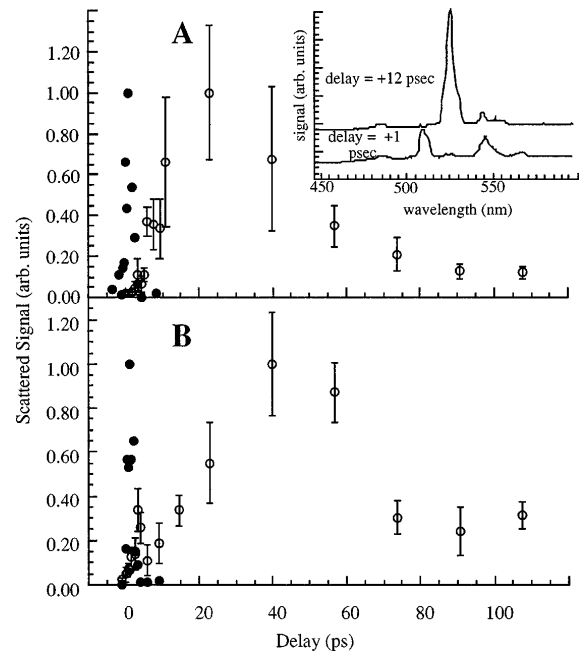 A
1.20
1.00
0.80
0.60
0.40
0.20
0.00
signal (arb. units)
delay = +12 psec
delay = +1
psec
450
500
550
wavelength (nm)
Scattered Signal (arb. units)
B
1.20
1.00
0.80
0.60
0.40
0.20
0.00
0
20
40
60
80
100
Delay (ps)